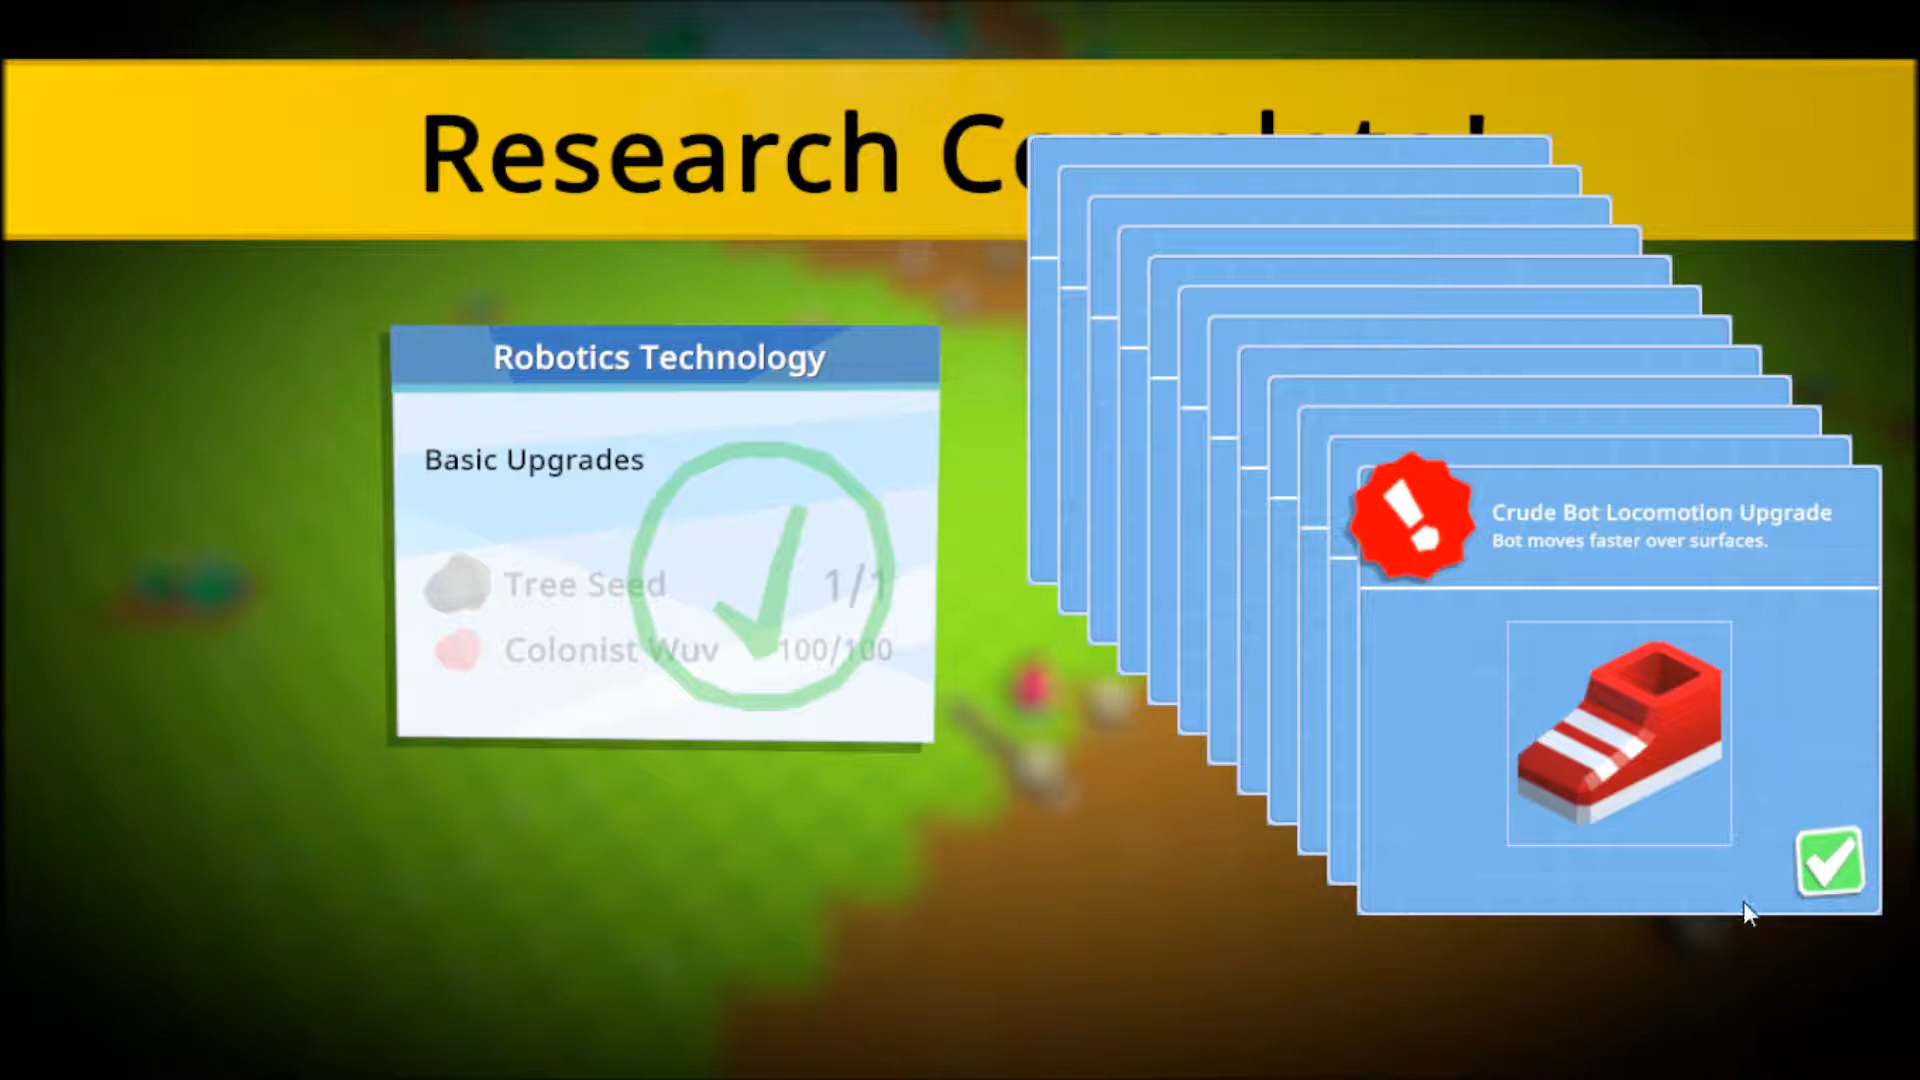 Research C
Robotics Technology
Basic Upgrades
Tree Seed 1/1
Colonist Wuv 100/100
Crude Bot Locomotion Upgrade
Bot moves faster over surfaces.